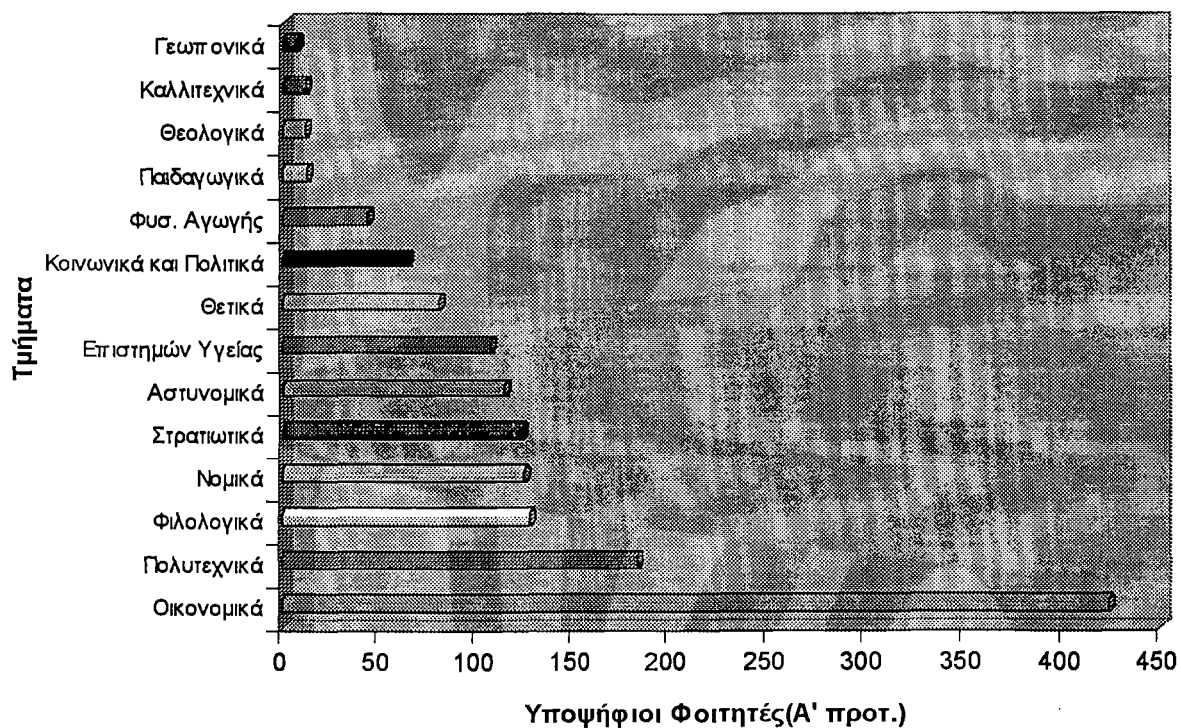 Γεωπονικά
Καλλιτεχνικά
Θεολογικά
Παιδαγωγικά
Φυσ. Αγωγής
Κοινωνικά και Πολιτικά
Θετικά
Επιστημών Υγείας
Αστυνομικά
Στρατιωτικά
Νομικά
Φιλολογικά
Πολυτεχνικά
Οικονομικά
Τμήματα
0 50 100 150 200 250 300 350 400 450
Υποψήφιοι Φοιτητές(Α' προτ.)